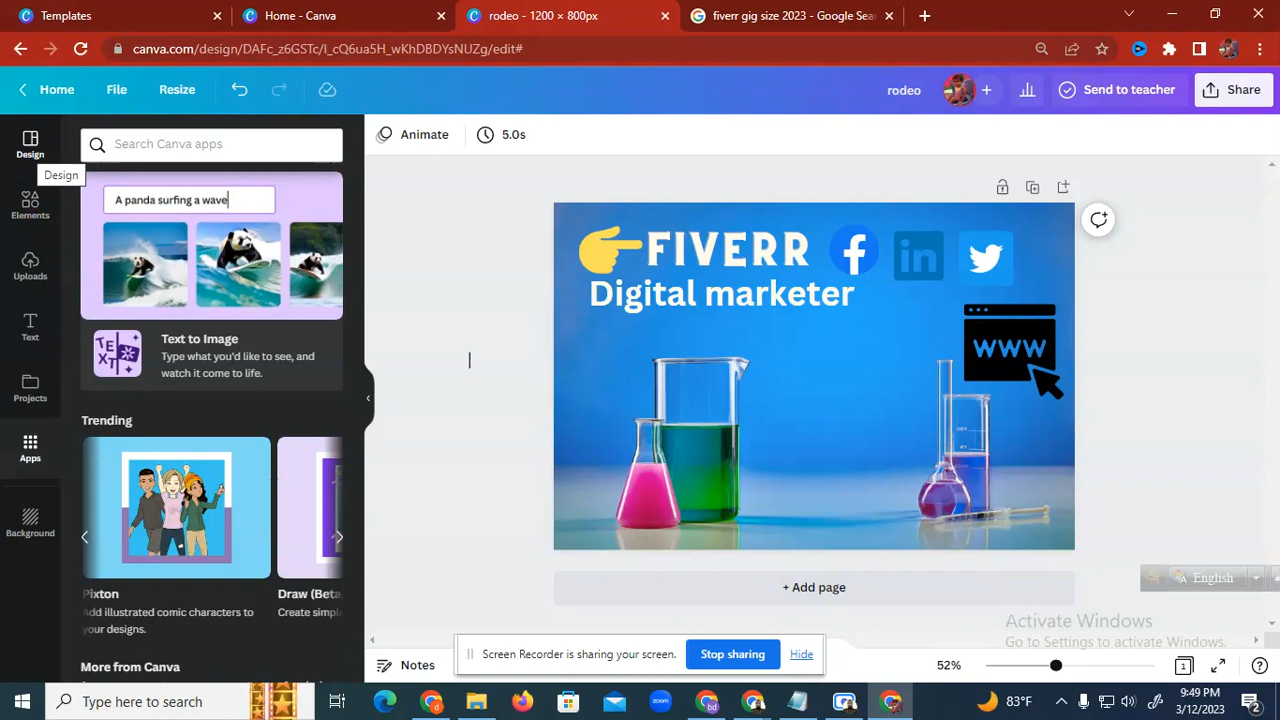 Templates
Home - Canva
rodeo - 1200 × 800px
fiverr gig size 2023 - Google Sea
canva.com/design/DAFc_z6GSTc/l_cQ6ua5H_wKhDBDYsNUZg/edit#
Home
File
Resize
rodeo
Send to teacher
Share
Design
Design
Elements
Uploads
Text
Projects
Apps
Background
Search Canva apps
A panda surfing a wave
TEXT
Text to Image
Type what you'd like to see, and
watch it come to life.
Trending
Pixton
Add illustrated comic characters to
your designs.
Draw (Beta
Create simpl
More from Canva
Animate
5.0s
FIVERR
f
in
Digital marketer
WWW
+ Add page
English
Activate Windows
Go to Settings to activate Windows.
Screen Recorder is sharing your screen.
Stop sharing
Hide
Notes
52%
1
Type here to search
83°F
9:49 PM
3/12/2023
2